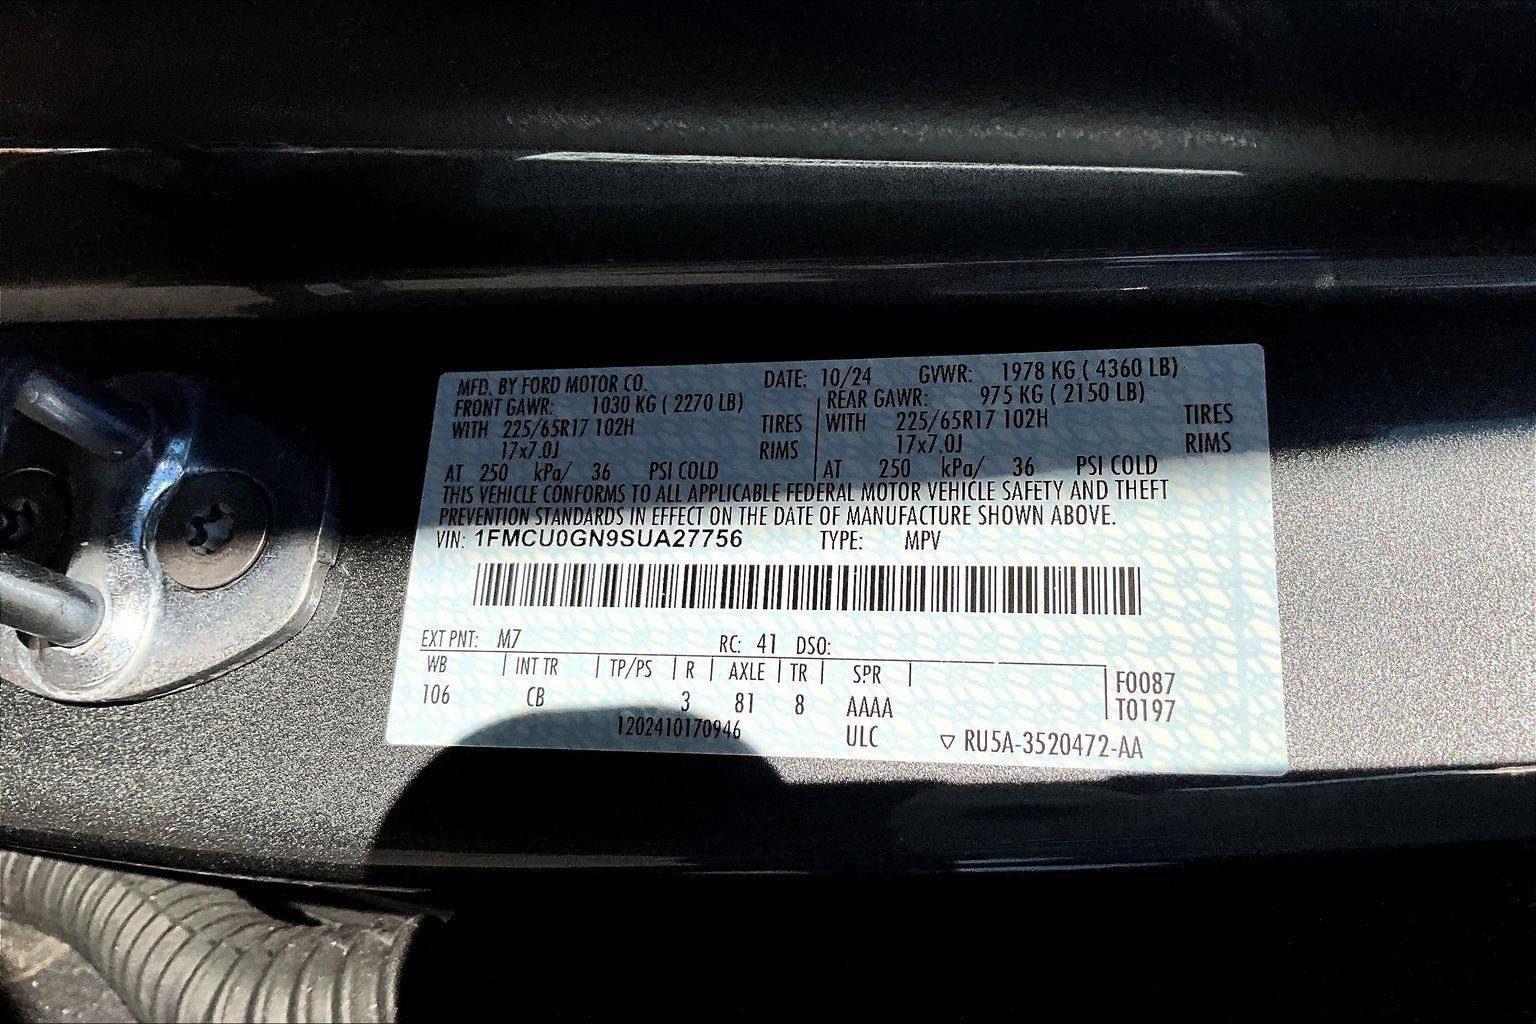 MFD. BY FORD MOTOR CO. DATE: 10/24 GVWR: 1978 KG ( 4360 LB)
FRONT GAWR: 1030 KG ( 2270 LB) REAR GAWR: 975 KG ( 2150 LB)
WITH 225/65R17 102H TIRES WITH 225/65R17 102H TIRES
17x7.0J RIMS 17x7.0J RIMS
AT 250 kPa/ 36 PSI COLD AT 250 kPa/ 36 PSI COLD
THIS VEHICLE CONFORMS TO ALL APPLICABLE FEDERAL MOTOR VEHICLE SAFETY AND THEFT
PREVENTION STANDARDS IN EFFECT ON THE DATE OF MANUFACTURE SHOWN ABOVE.
VIN: 1FMCU0GN9SUA27756 TYPE: MPV
EXT PNT: M7 RC: 41 DSO:
WB | INT TR | TP/PS | R | AXLE | TR | SPR | F0087
106 CB 3 81 8 AAAA T0197
1202410170946 ULC ▽ RU5A-3520472-AA